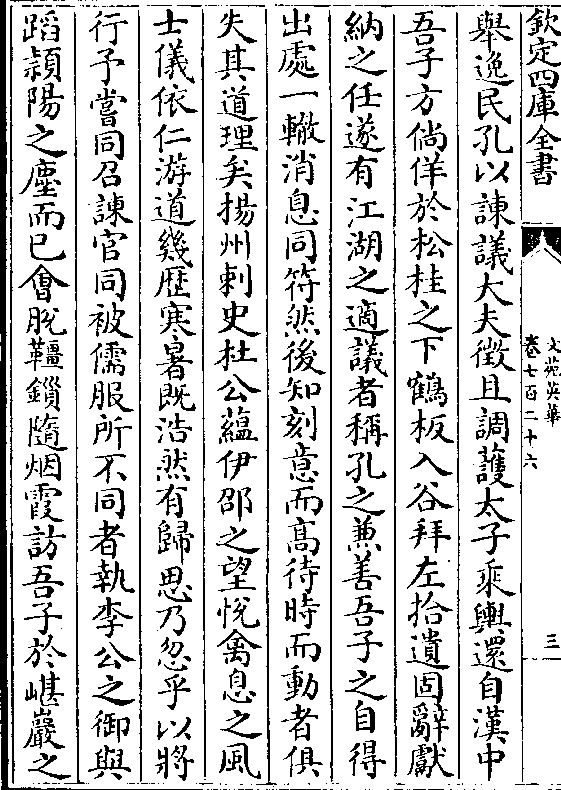 欽定四庫全書
文苑英華
卷七百二十六
三
舉逸民孔以諫議大夫徵且調護太子乘輿還自漢中
吾子方倘佯於松桂之下鶴板入谷拜左拾遺固辭獻
納之任遂有江湖之適議者稱孔之兼善吾子之自得
出處一轍消息同符然後知刻意而高待時而動者俱
失其道理矣揚州刺史杜公蘊伊邵之望悅禽息之風
士儀依仁游道幾歴寒暑既浩然有歸思乃忽乎以將
行予嘗同召諫官同被儒服所不同者執李公之御與
蹈潁陽之塵而已會脫韁鎖隨烟霞訪吾子於嵁巖之